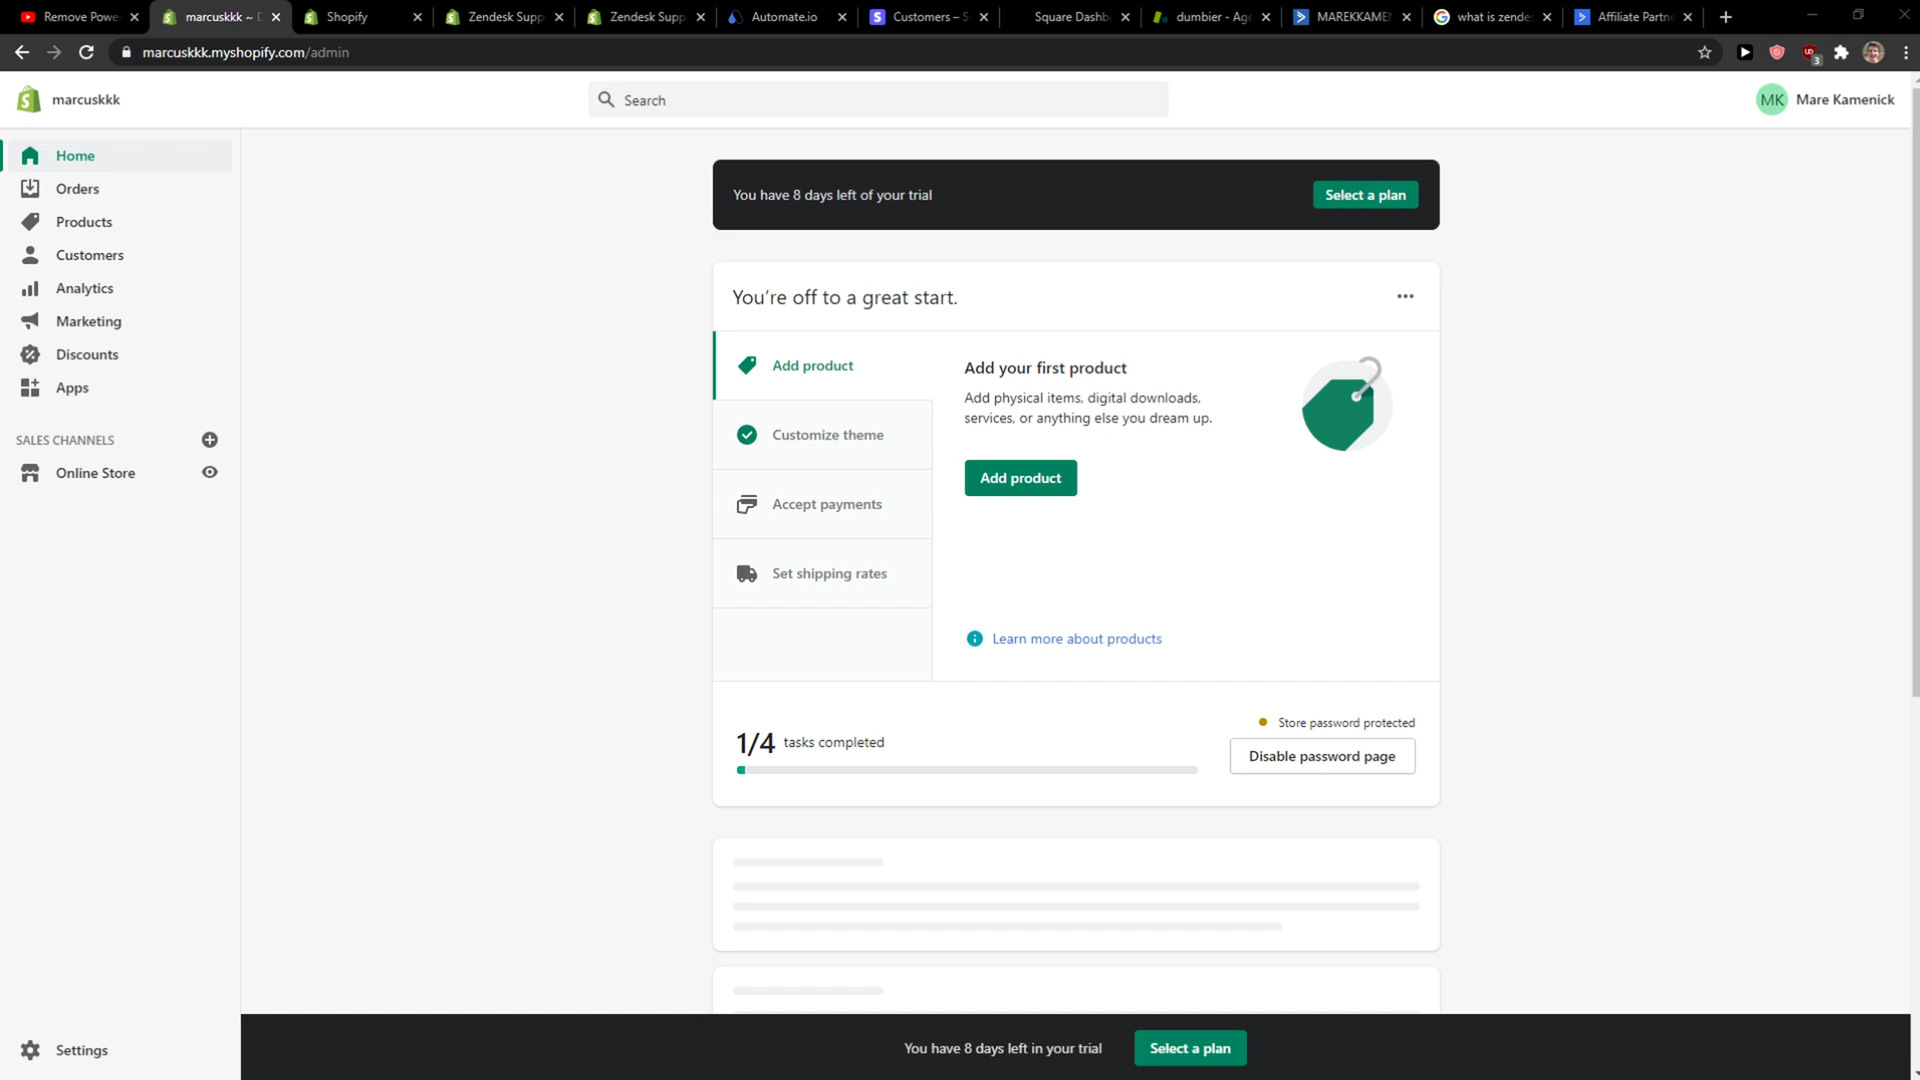 Remove Powe
marcuskkk ~ D
Shopify
Zendesk Supp
Zendesk Supp
Automate.io
Customers – S
Square Dashb
dumbier - Age
MAREKKAMEN
what is zende
Affiliate Partne
marcuskkk.myshopify.com/admin
3
marcuskkk
Search
MK
Mare Kamenick
Home
Orders
Products
Customers
Analytics
Marketing
Discounts
Apps
SALES CHANNELS
Online Store
Settings
You have 8 days left of your trial
Select a plan
You're off to a great start.
Add product
Customize theme
Accept payments
Set shipping rates
Add your first product
Add physical items, digital downloads,
services, or anything else you dream up.
Add product
Learn more about products
1/4 tasks completed
Store password protected
Disable password page
You have 8 days left in your trial
Select a plan